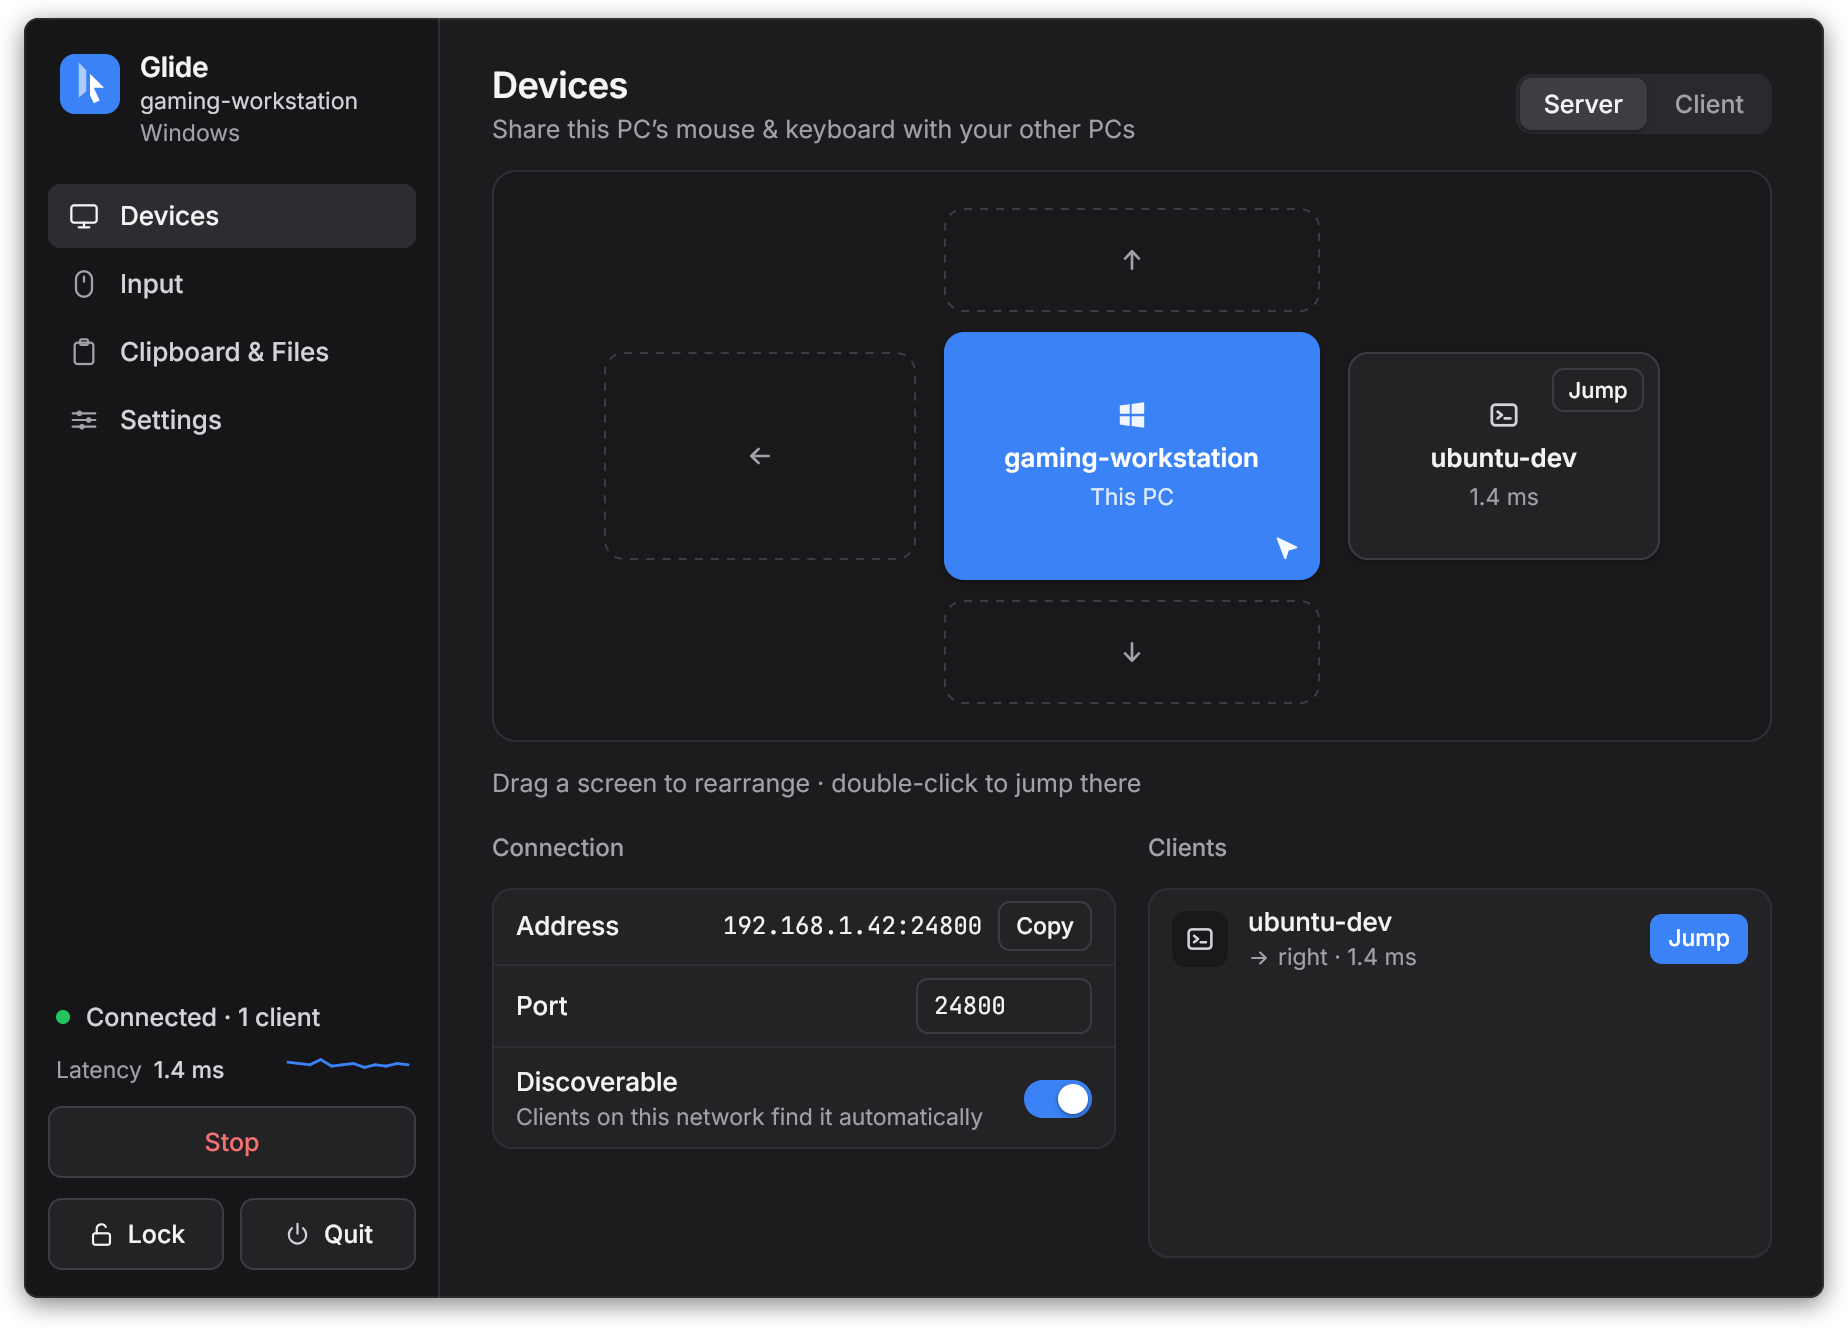 Glide
gaming-workstation
Windows
Devices
Input
Clipboard & Files
Settings
Connected · 1 client
Latency 1.4 ms
Stop
Lock
Quit
Devices
Share this PC’s mouse & keyboard with your other PCs
Server
Client
gaming-workstation
This PC
Jump
ubuntu-dev
1.4 ms
Drag a screen to rearrange · double-click to jump there
Connection
Address 192.168.1.42:24800 Copy
Port 24800
Discoverable
Clients on this network find it automatically
Clients
ubuntu-dev
→ right · 1.4 ms
Jump